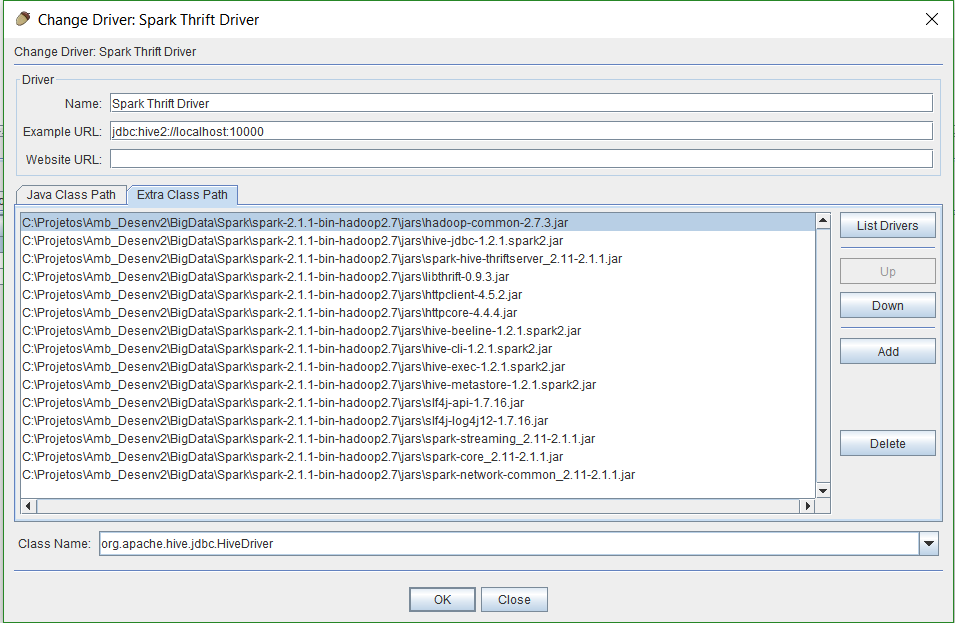 Change Driver: Spark Thrift Driver
Change Driver: Spark Thrift Driver
Driver
Name: Spark Thrift Driver
Example URL: jdbc:hive2://localhost:10000
Website URL:
Java Class Path Extra Class Path
C:\Projetos\Amb_Desenv2\BigData\Spark\spark-2.1.1-bin-hadoop2.7\jars\hadoop-common-2.7.3.jar
C:\Projetos\Amb_Desenv2\BigData\Spark\spark-2.1.1-bin-hadoop2.7\jars\hive-jdbc-1.2.1.spark2.jar
C:\Projetos\Amb_Desenv2\BigData\Spark\spark-2.1.1-bin-hadoop2.7\jars\spark-hive-thriftserver_2.11-2.1.1.jar
C:\Projetos\Amb_Desenv2\BigData\Spark\spark-2.1.1-bin-hadoop2.7\jars\libthrift-0.9.3.jar
C:\Projetos\Amb_Desenv2\BigData\Spark\spark-2.1.1-bin-hadoop2.7\jars\httpclient-4.5.2.jar
C:\Projetos\Amb_Desenv2\BigData\Spark\spark-2.1.1-bin-hadoop2.7\jars\httpcore-4.4.4.jar
C:\Projetos\Amb_Desenv2\BigData\Spark\spark-2.1.1-bin-hadoop2.7\jars\hive-beeline-1.2.1.spark2.jar
C:\Projetos\Amb_Desenv2\BigData\Spark\spark-2.1.1-bin-hadoop2.7\jars\hive-cli-1.2.1.spark2.jar
C:\Projetos\Amb_Desenv2\BigData\Spark\spark-2.1.1-bin-hadoop2.7\jars\hive-exec-1.2.1.spark2.jar
C:\Projetos\Amb_Desenv2\BigData\Spark\spark-2.1.1-bin-hadoop2.7\jars\hive-metastore-1.2.1.spark2.jar
C:\Projetos\Amb_Desenv2\BigData\Spark\spark-2.1.1-bin-hadoop2.7\jars\slf4j-api-1.7.16.jar
C:\Projetos\Amb_Desenv2\BigData\Spark\spark-2.1.1-bin-hadoop2.7\jars\slf4j-log4j12-1.7.16.jar
C:\Projetos\Amb_Desenv2\BigData\Spark\spark-2.1.1-bin-hadoop2.7\jars\spark-streaming_2.11-2.1.1.jar
C:\Projetos\Amb_Desenv2\BigData\Spark\spark-2.1.1-bin-hadoop2.7\jars\spark-core_2.11-2.1.1.jar
C:\Projetos\Amb_Desenv2\BigData\Spark\spark-2.1.1-bin-hadoop2.7\jars\spark-network-common_2.11-2.1.1.jar
List Drivers
Up
Down
Add
Delete
Class Name: org.apache.hive.jdbc.HiveDriver
OK Close